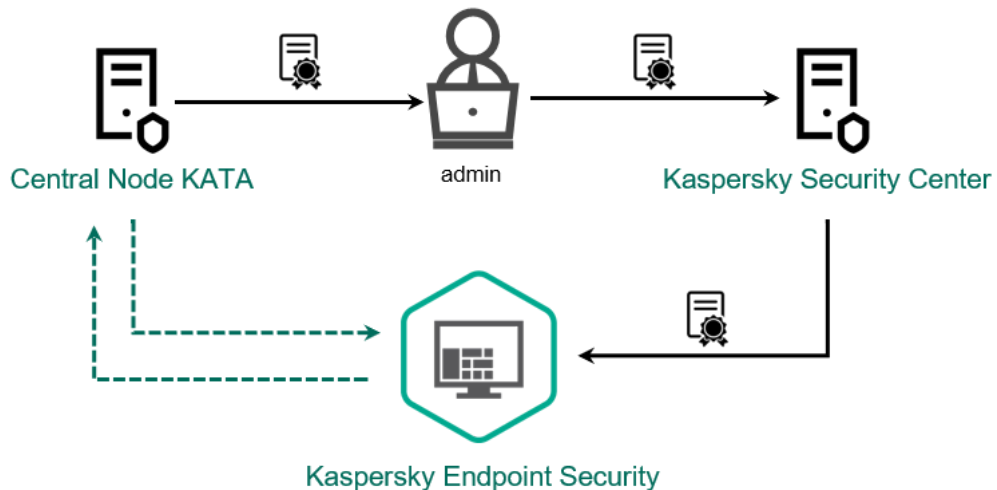 admin
Central Node KATA
Kaspersky Security Center
Kaspersky Endpoint Security